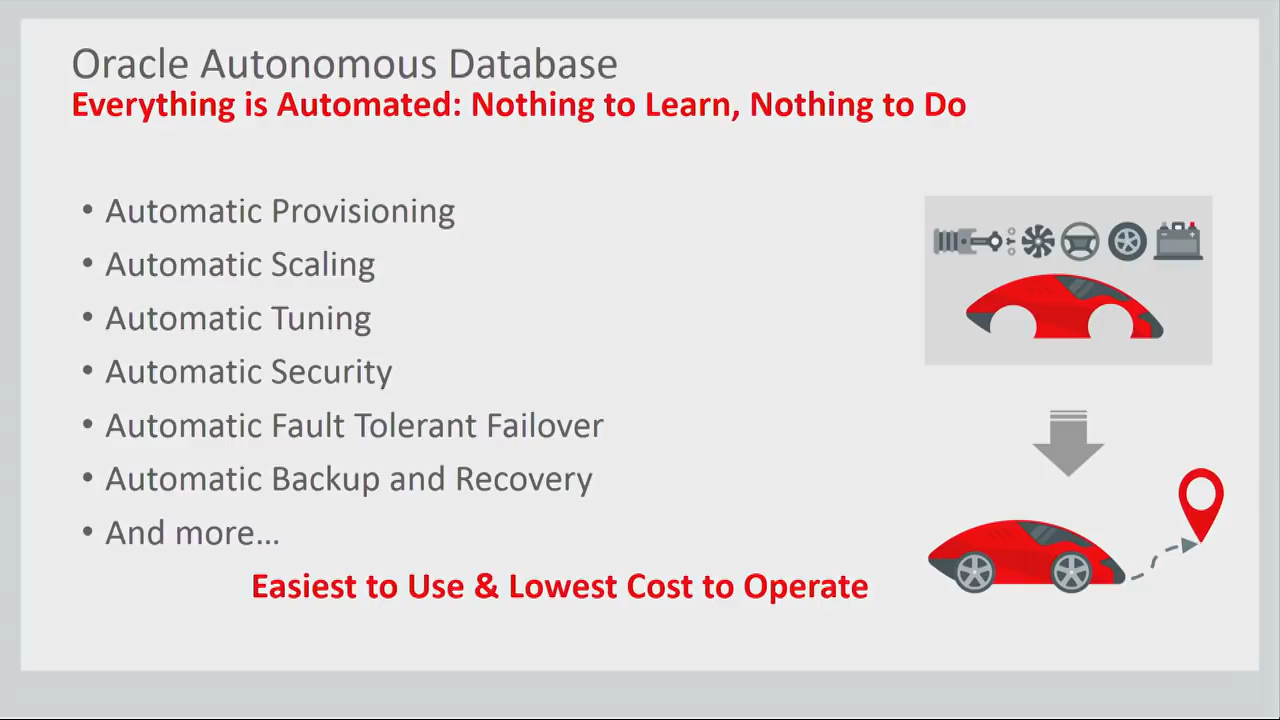 Oracle Autonomous Database
Everything is Automated: Nothing to Learn, Nothing to Do
• Automatic Provisioning
• Automatic Scaling
• Automatic Tuning
• Automatic Security
• Automatic Fault Tolerant Failover
• Automatic Backup and Recovery
• And more...
Easiest to Use & Lowest Cost to Operate